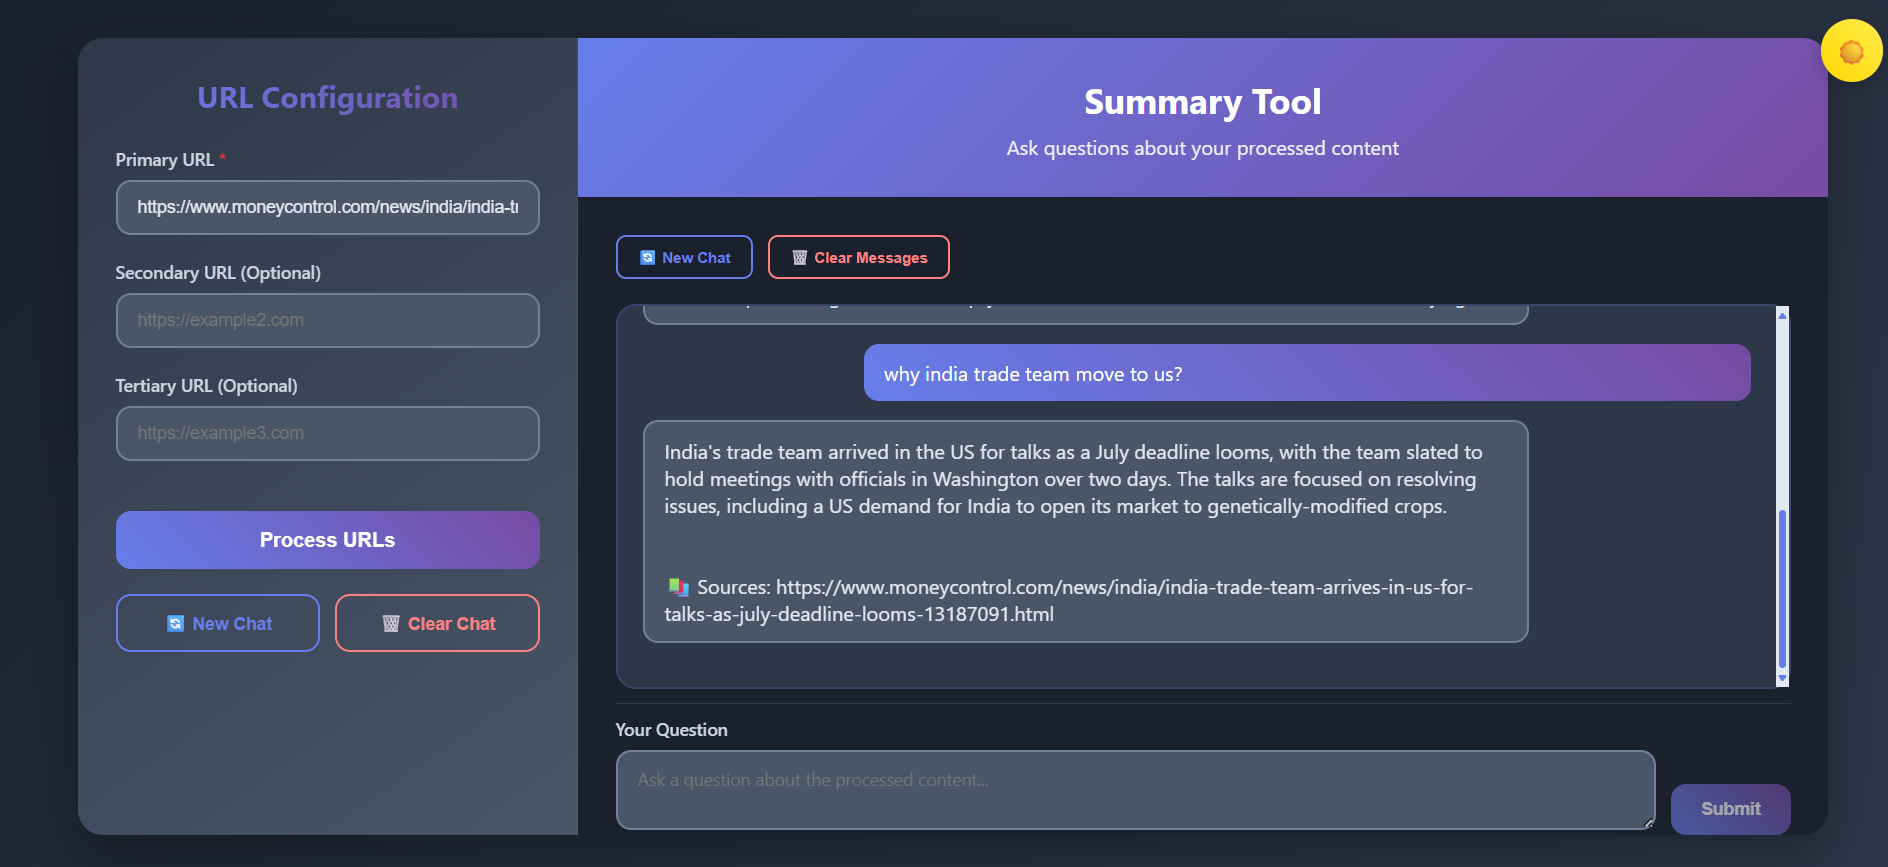 URL Configuration
Primary URL *
https://www.moneycontrol.com/news/india/india-tr
Secondary URL (Optional)
https://example2.com
Tertiary URL (Optional)
https://example3.com
Process URLs
New Chat
Clear Chat
Summary Tool
Ask questions about your processed content
New Chat
Clear Messages
why india trade team move to us?
India's trade team arrived in the US for talks as a July deadline looms, with the team slated to
hold meetings with officials in Washington over two days. The talks are focused on resolving
issues, including a US demand for India to open its market to genetically-modified crops.
Sources: https://www.moneycontrol.com/news/india/india-trade-team-arrives-in-us-for-
talks-as-july-deadline-looms-13187091.html
Your Question
Ask a question about the processed content...
Submit